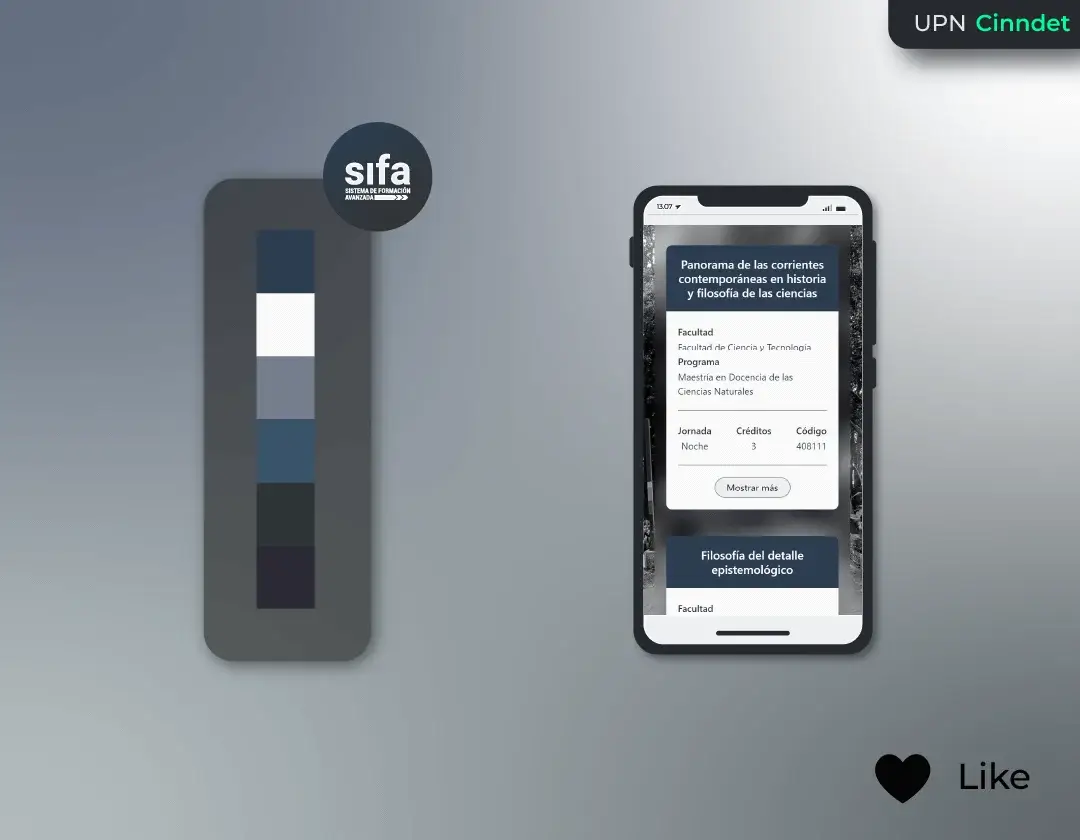 UPN Cinndet
sıfa
SISTEMA DE FORMACIÓN
AVANZADA
13.07
Panorama de las corrientes
contemporáneas en historia
y filosofía de las ciencias
Facultad
Facultad de Ciencia y Tecnología
Programa
Maestría en Docencia de las
Ciencias Naturales
Jornada Créditos Código
Noche 3 408111
Mostrar más
Filosofía del detalle
epistemológico
Facultad
Like